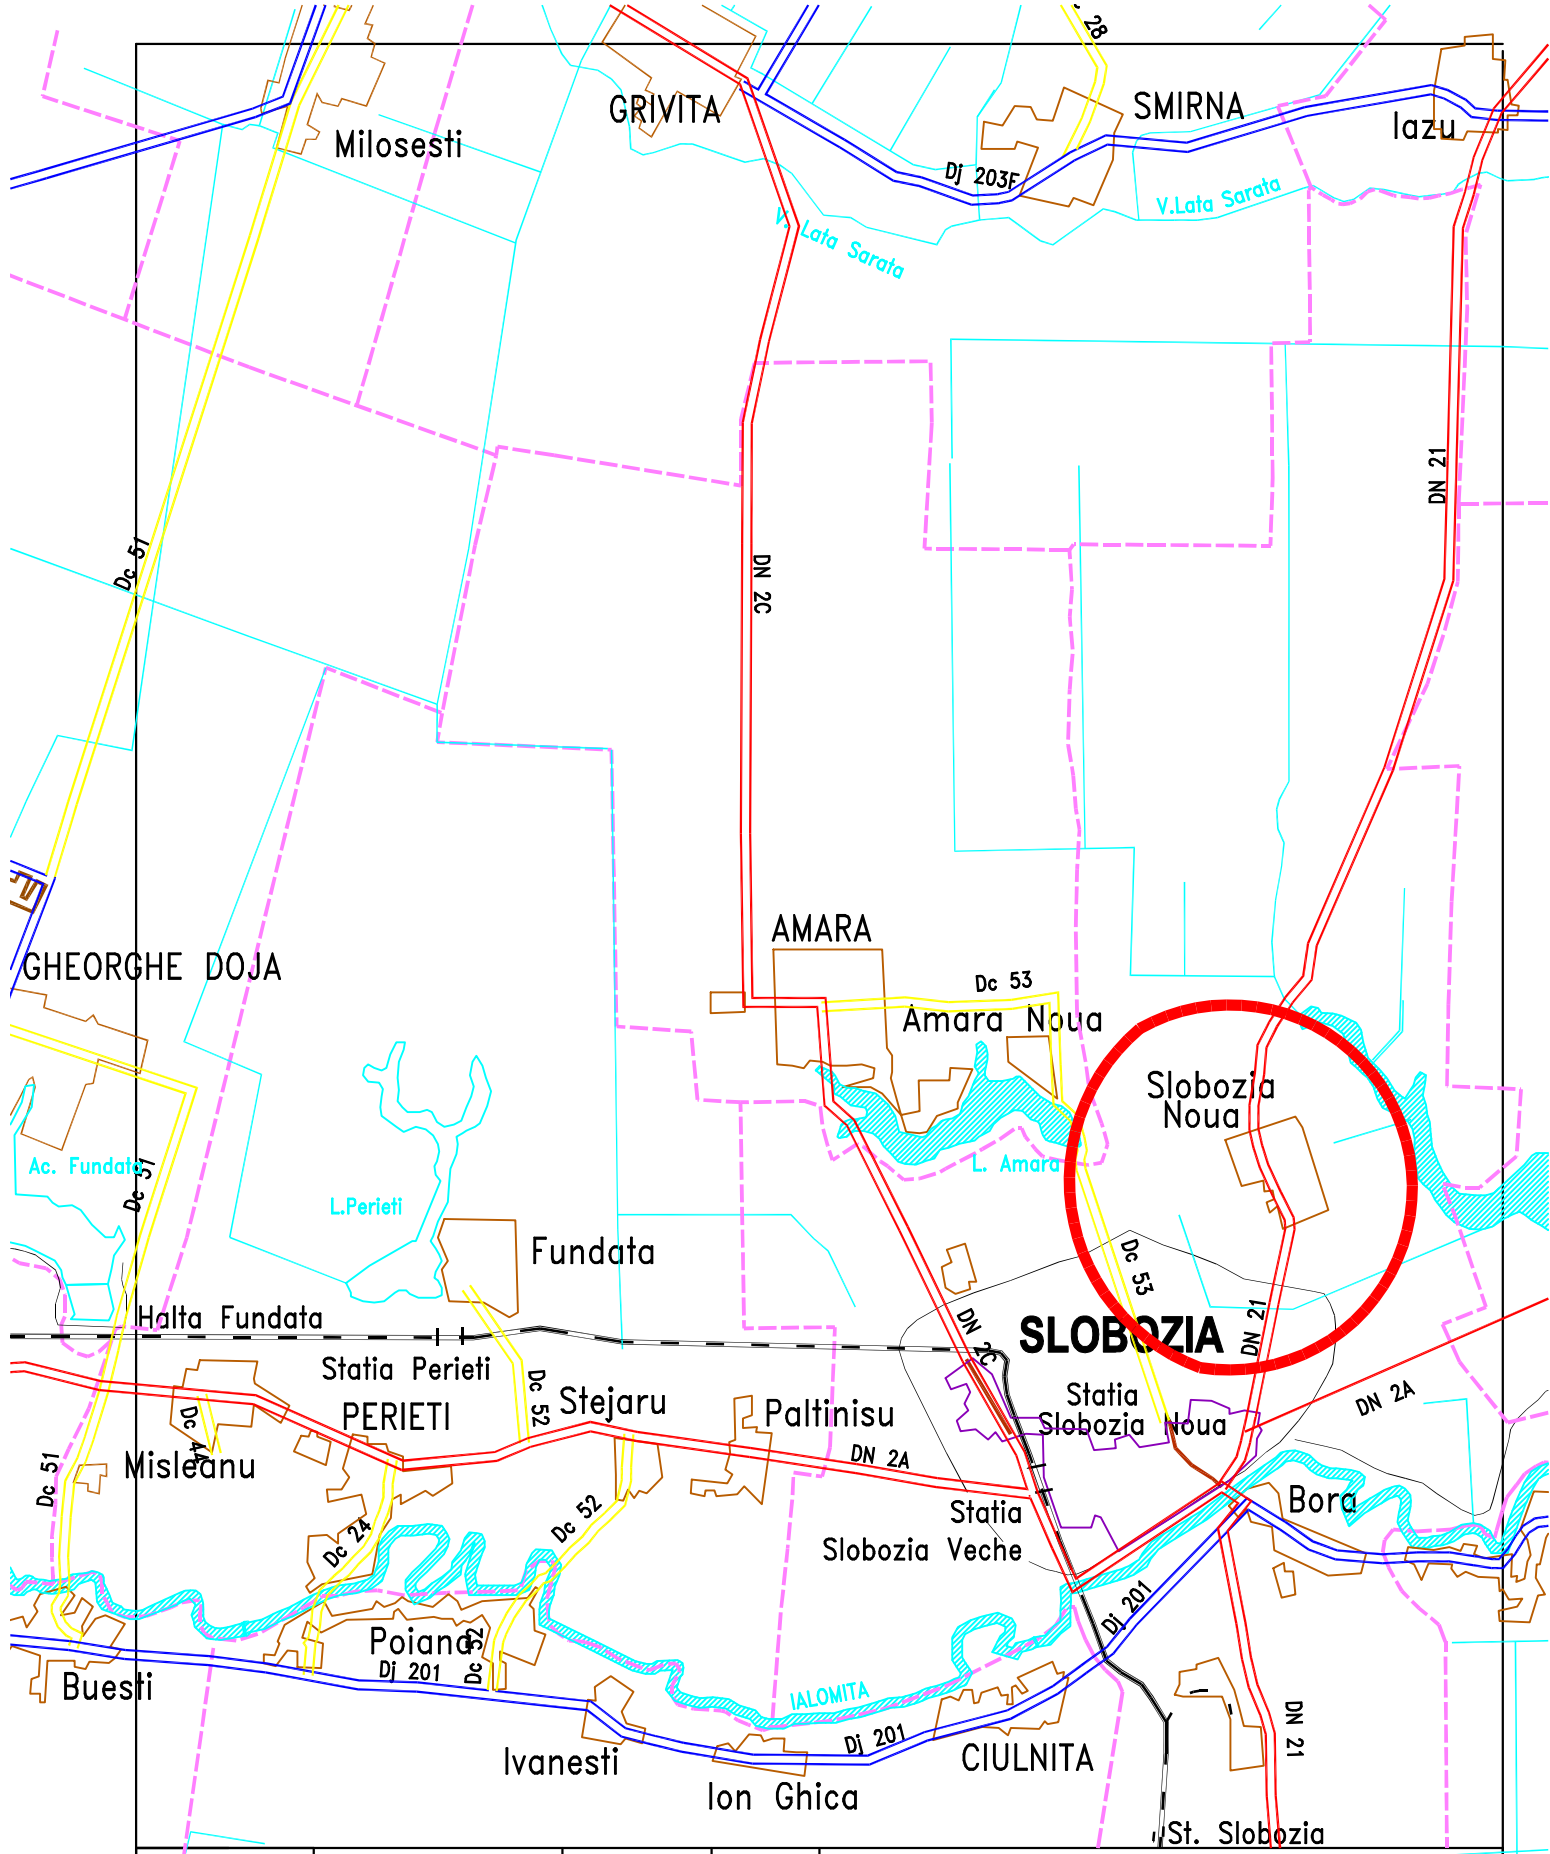 28
GRIVITA
SMIRNA
Iazu
Milosesti
Dj 203F
V.Lata Sarata
V. Lata Sarata
DN 21
Dc 51
DN 2C
AMARA
GHEORGHE DOJA
Dc 53
Amara Noua
Slobozia
Noua
Ac. Fundata
Dc 51
L. Amara
L.Perieti
Fundata
Dc 53
Halta Fundata
DN 2C
SLOBOZIA
DN 21
Statia Perieti
Dc 52
Stejaru
Paltinisu
Statia
Slobozia Noua
DN 2A
PERIETI
Dc 44
Misleanu
DN 2A
Dc 51
Bora
Statia
Slobozia Veche
Dc 24
Dc 52
Dj 201
Poiana
Dj 201
Dc 52
Buesti
IALOMITA
Dj 201
DN 21
Ivanesti
CIULNITA
Ion Ghica
St. Slobozia